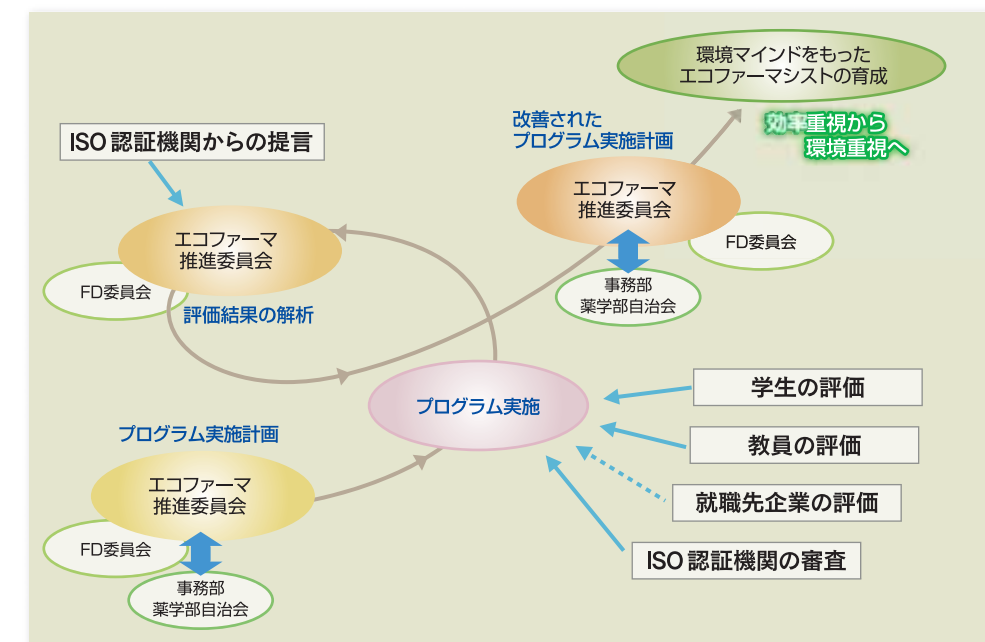 環境マインドをもった
エコファーマシストの育成
効率重視から
環境重視へ
改善された
プログラム実施計画
ISO認証機関からの提言
エコファーマ
推進委員会
FD委員会
事務部
薬学部自治会
エコファーマ
推進委員会
FD委員会
評価結果の解析
プログラム実施
学生の評価
教員の評価
就職先企業の評価
ISO認証機関の審査
プログラム実施計画
エコファーマ
推進委員会
FD委員会
事務部
薬学部自治会